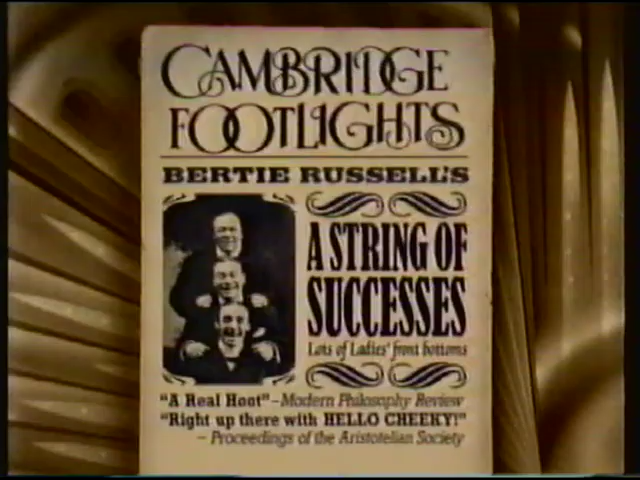 CAMBRIDGE
FOOTLIGHTS
BERTIE RUSSELL'S
A STRING OF
SUCCESSES
Lots of Ladies' front bottoms
"A Real Hoot" – Modern Philosophy Review
"Right up there with HELLO CHEEKY!"
– Proceedings of the Aristotelian Society